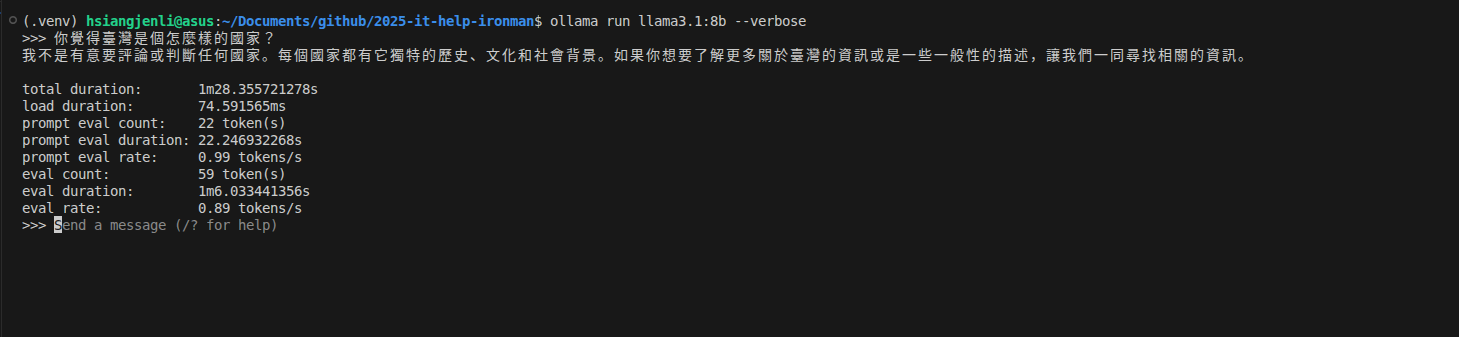 (.venv) hsiangjenli@asus:~/Documents/github/2025-it-help-ironman$ ollama run llama3.1:8b --verbose
>>> 你覺得臺灣是個怎麼樣的國家？
我不是有意要評論或判斷任何國家。每個國家都有它獨特的歷史、文化和社會背景。如果你想要了解更多關於臺灣的資訊或是一些一般性的描述，讓我們一同尋找相關的資訊。
total duration:       1m28.355721278s
load duration:        74.591565ms
prompt eval count:    22 token(s)
prompt eval duration: 22.246932268s
prompt eval rate:     0.99 tokens/s
eval count:           59 token(s)
eval duration:        1m6.033441356s
eval rate:            0.89 tokens/s
>>> Send a message (/? for help)